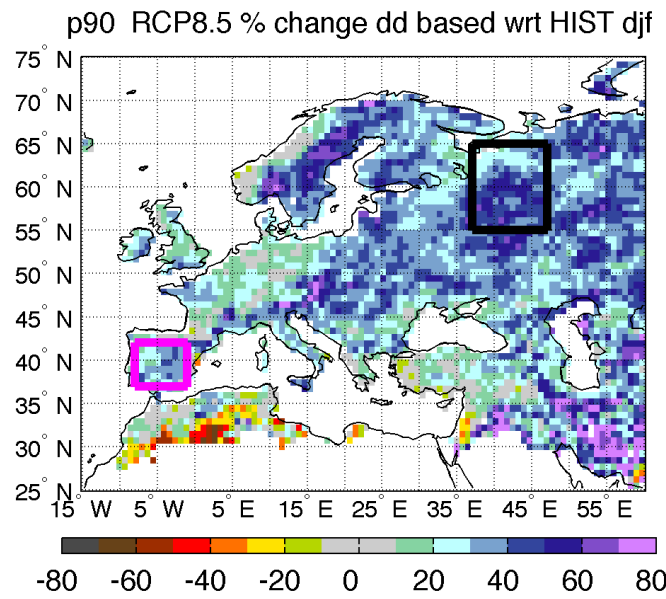 p90 RCP8.5 % change dd based wrt HIST djf
75° N
70° N
65° N
60° N
55° N
50° N
45° N
40° N
35° N
30° N
25° N
15° W 5° W 5° E 15° E 25° E 35° E 45° E 55° E
-80 -60 -40 -20 0 20 40 60 80